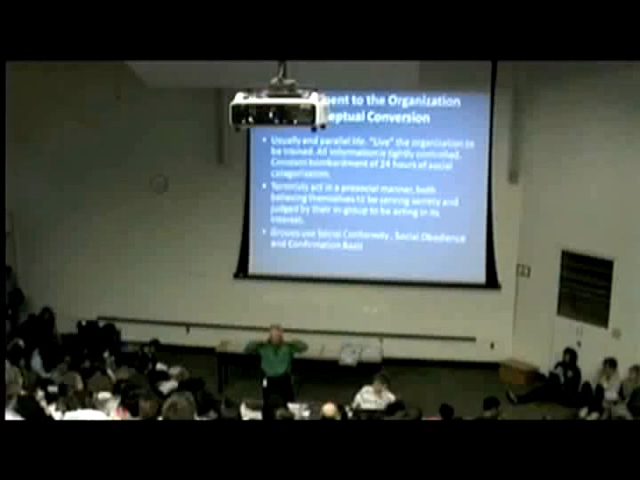 ent to the Organization
eptual Conversion
• Usually and parallel life. "Live" the organization to
be trained. All information is tightly controlled.
Constant bombardment of 24 hours of social
categorization.
• Terrorists act in a prosocial manner, both
believing themselves to be serving society and
judged by their in-group to be acting in its
interest.
• Groups use Social Conformity, Social Obedience
and Confirmation Basis